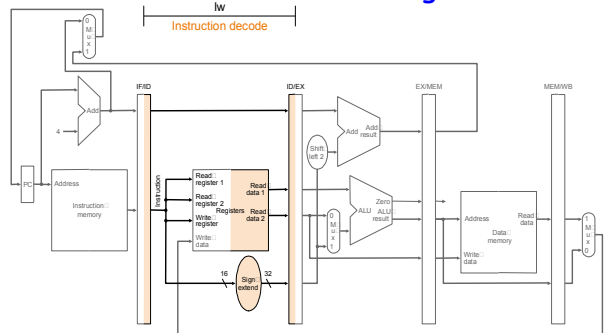 lw
Instruction decode
0
M
u
x
1
IF/ID
ID/EX
EX/MEM
MEM/WB
Add
4
Add
Add
result
Shift
left 2
PC
Address
Instruction
memory
Instruction
Read
register 1
Read
register 2
Write
register
Write
data
Registers
Read
data 1
Read
data 2
0
M
u
x
1
Zero
ALU
ALU
result
Address
Write
data
Data
memory
Read
data
1
M
u
x
0
16
Sign
extend
32